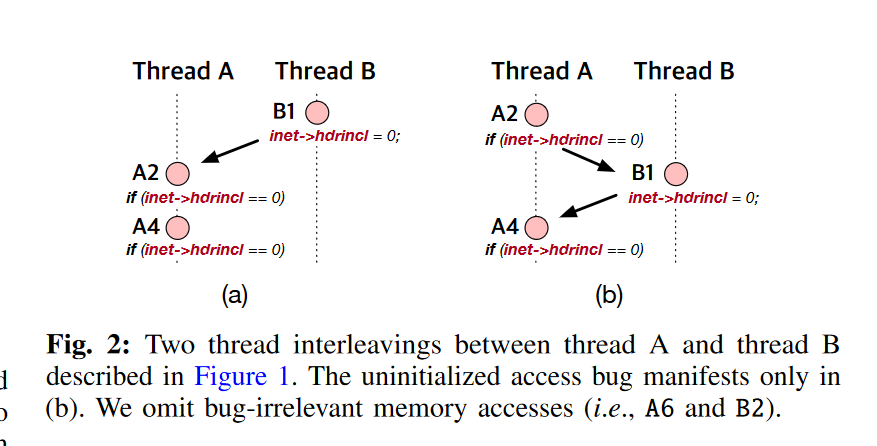 Thread A Thread B
B1
inet->hdrincl = 0;
A2
if (inet->hdrincl == 0)
A4
if (inet->hdrincl == 0)
(a)
Thread A Thread B
A2
if (inet->hdrincl == 0)
B1
inet->hdrincl = 0;
A4
if (inet->hdrincl == 0)
(b)
Fig. 2: Two thread interleavings between thread A and thread B
described in Figure 1. The uninitialized access bug manifests only in
(b). We omit bug-irrelevant memory accesses (i.e., A6 and B2).